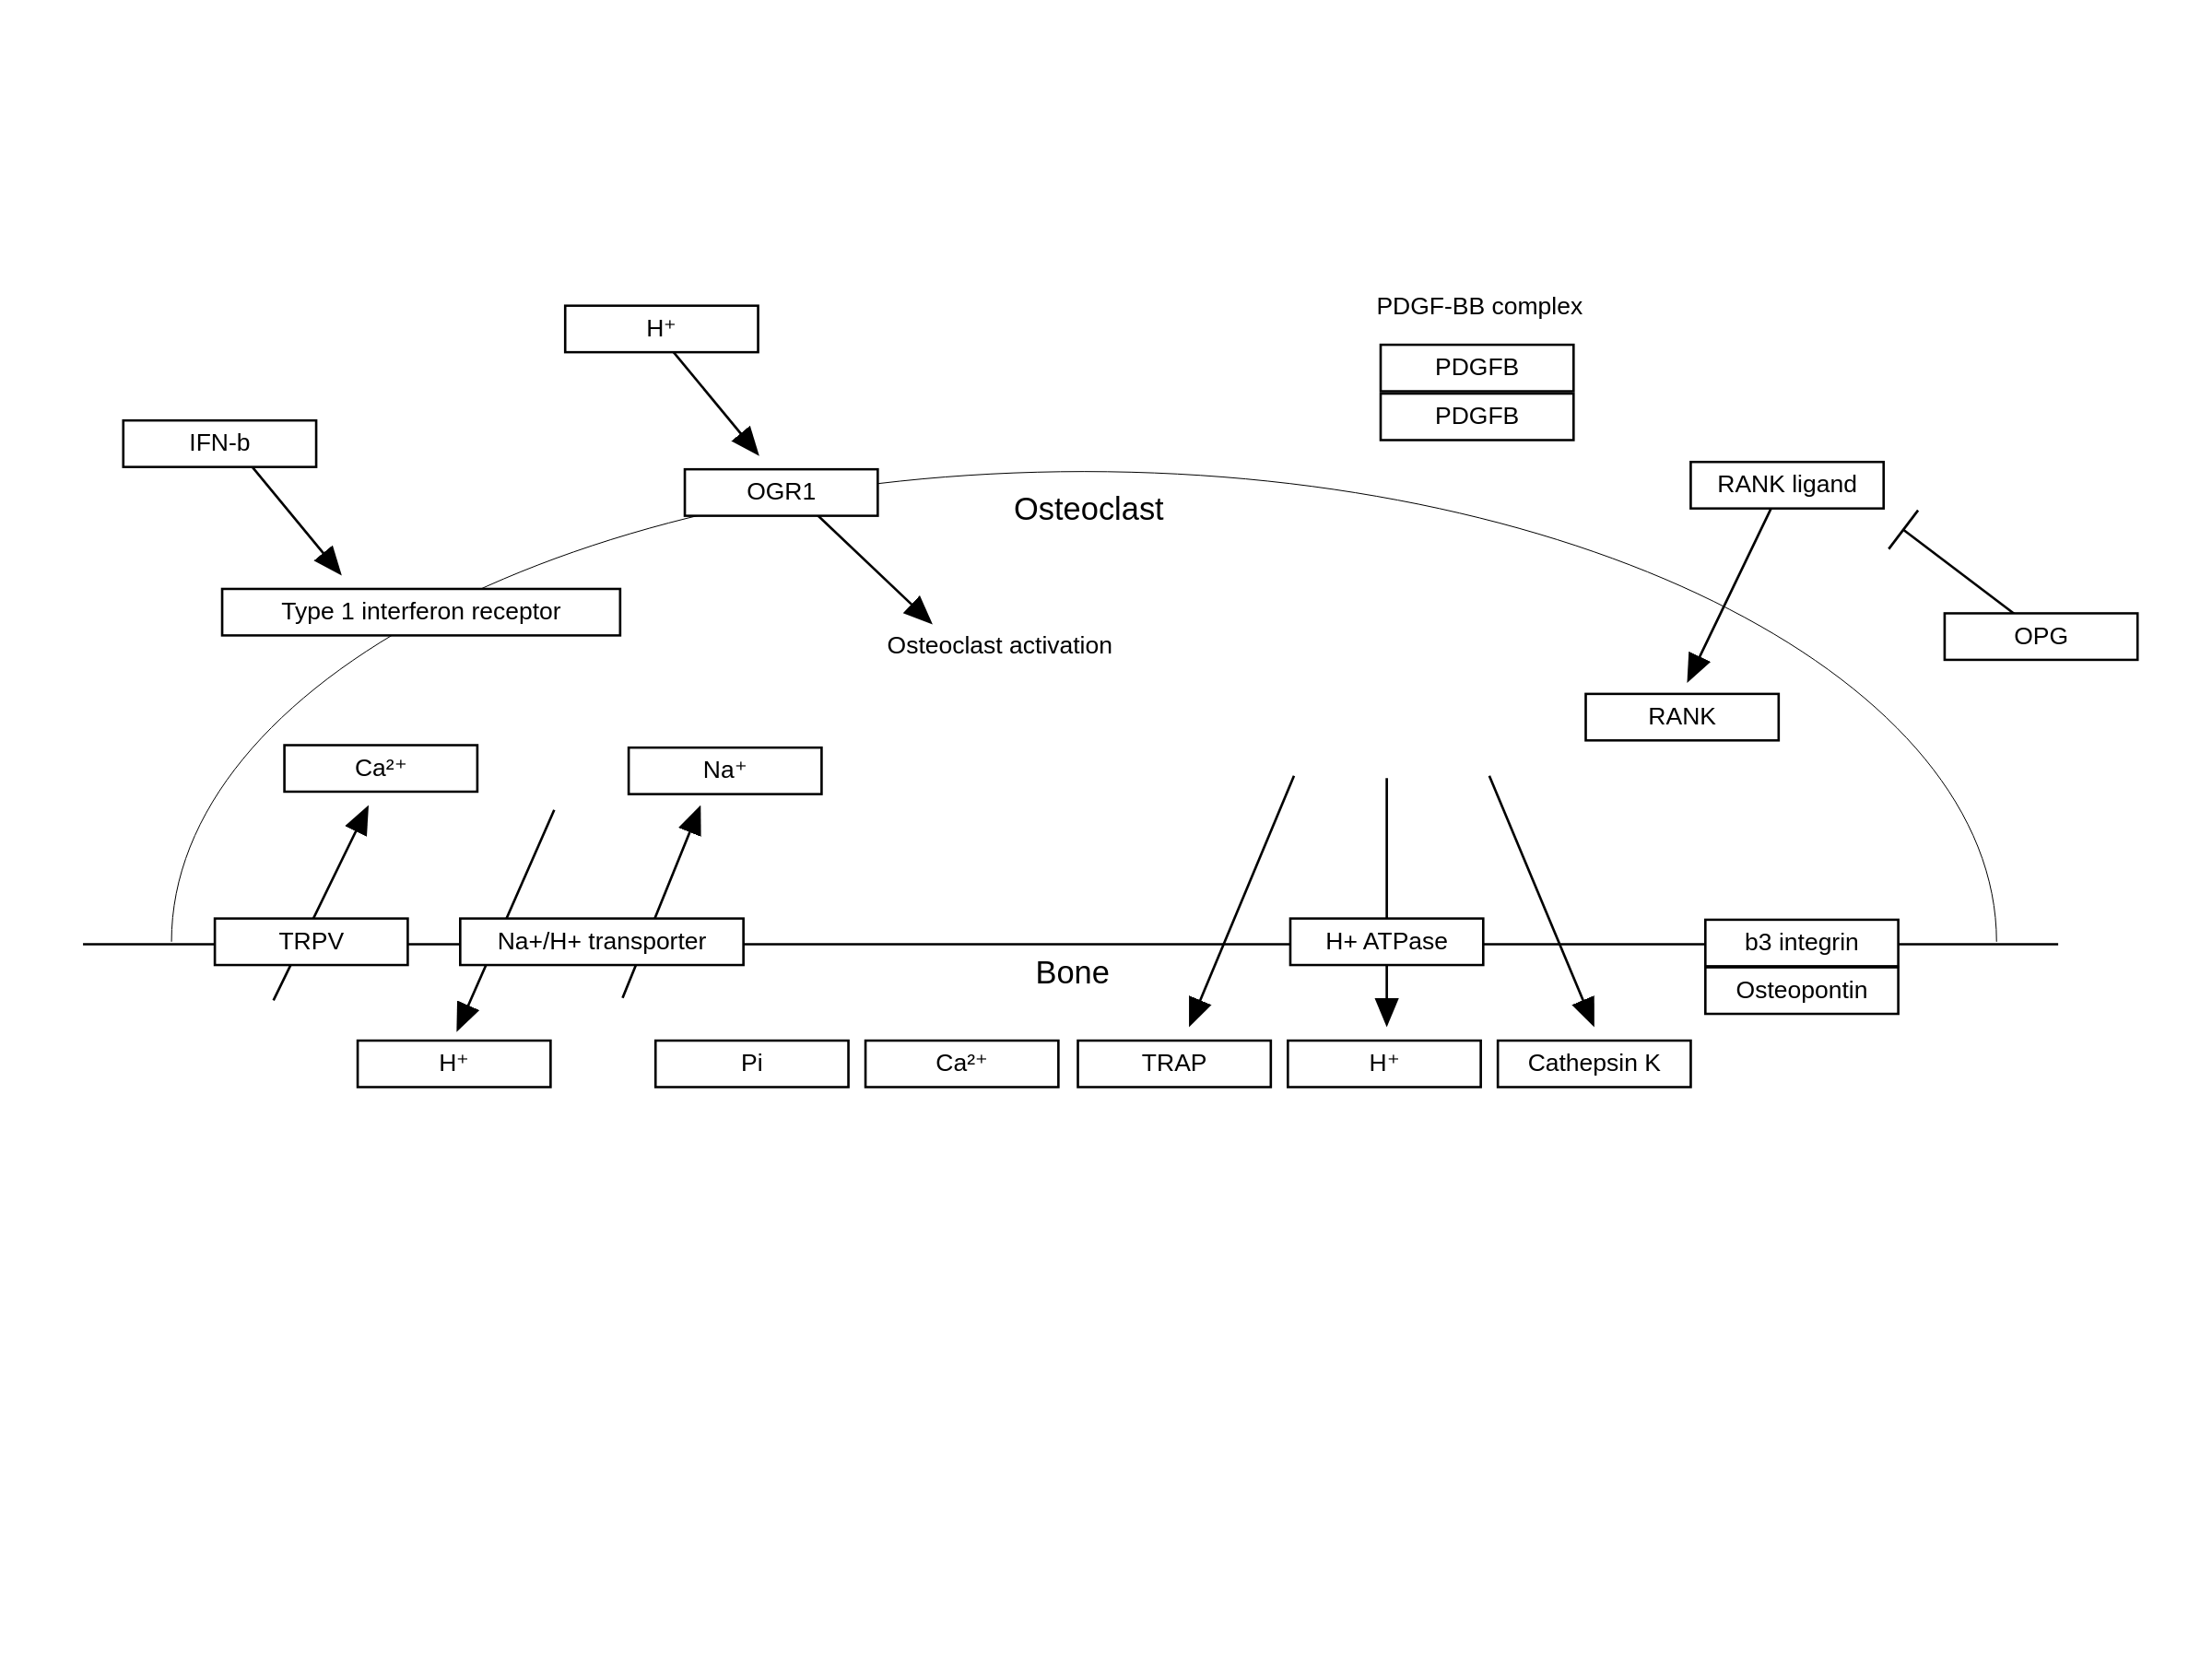 PDGF-BB complex
H⁺
PDGFB
PDGFB
IFN-b
RANK ligand
OGR1
Osteoclast
Type 1 interferon receptor
OPG
Osteoclast activation
RANK
Ca²⁺
Na⁺
TRPV
Na+/H+ transporter
H+ ATPase
b3 integrin
Bone
Osteopontin
H⁺
Pi
Ca²⁺
TRAP
H⁺
Cathepsin K